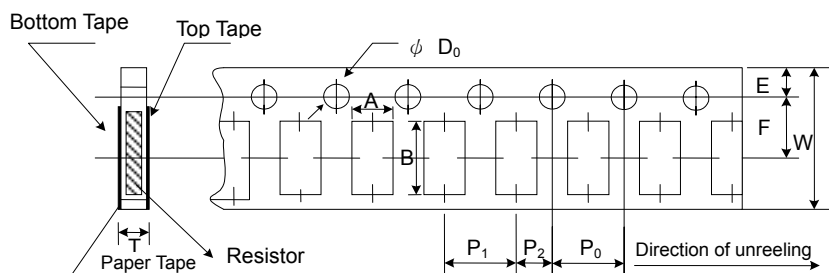 Bottom Tape
Top Tape
ψ D₀
A
E
F
B
W
T
Paper Tape
Resistor
P₁
P₂
P₀
Direction of unreeling